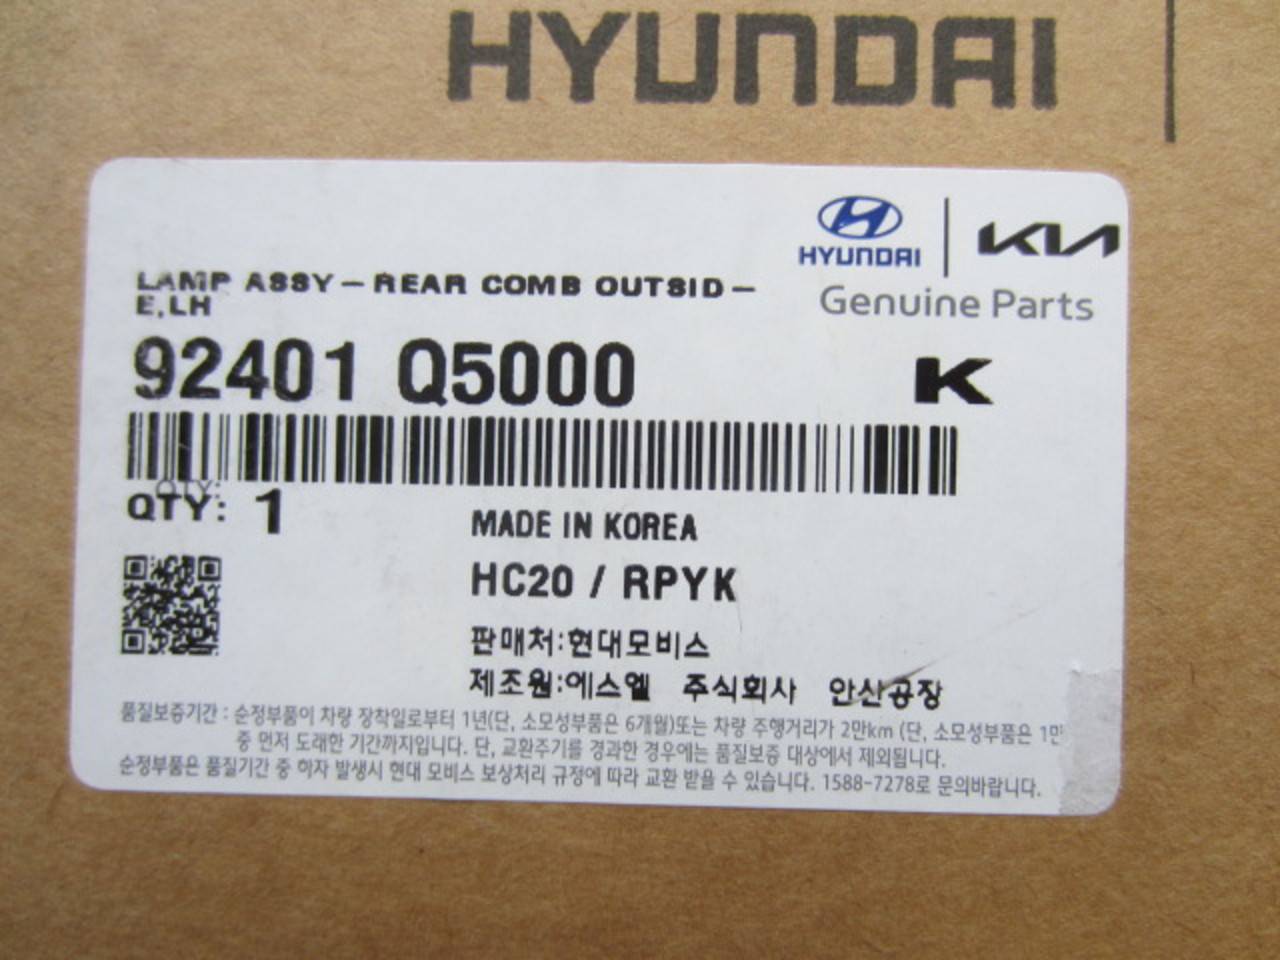 HYUNDAI
HYUNDAI | KIA
Genuine Parts
LAMP ASSY-REAR COMB OUTSID-
E,LH
92401 Q5000 K
QTY:
QTY: 1
MADE IN KOREA
HC20 / RPYK
판매처:현대모비스
제조원:에스엘 주식회사 안산공장
품질보증기간 : 순정부품이 차량 장착일로부터 1년(단, 소모성부품은 6개월)또는 차량 주행거리가 2만km (단, 소모성부품은 1만
중 먼저 도래한 기간까지입니다. 단, 교환주기를 경과한 경우에는 품질보증 대상에서 제외됩니다.
순정부품은 품질기간 중 하자 발생시 현대 모비스 보상처리 규정에 따라 교환 받을 수 있습니다. 1588-7278로 문의바랍니다.